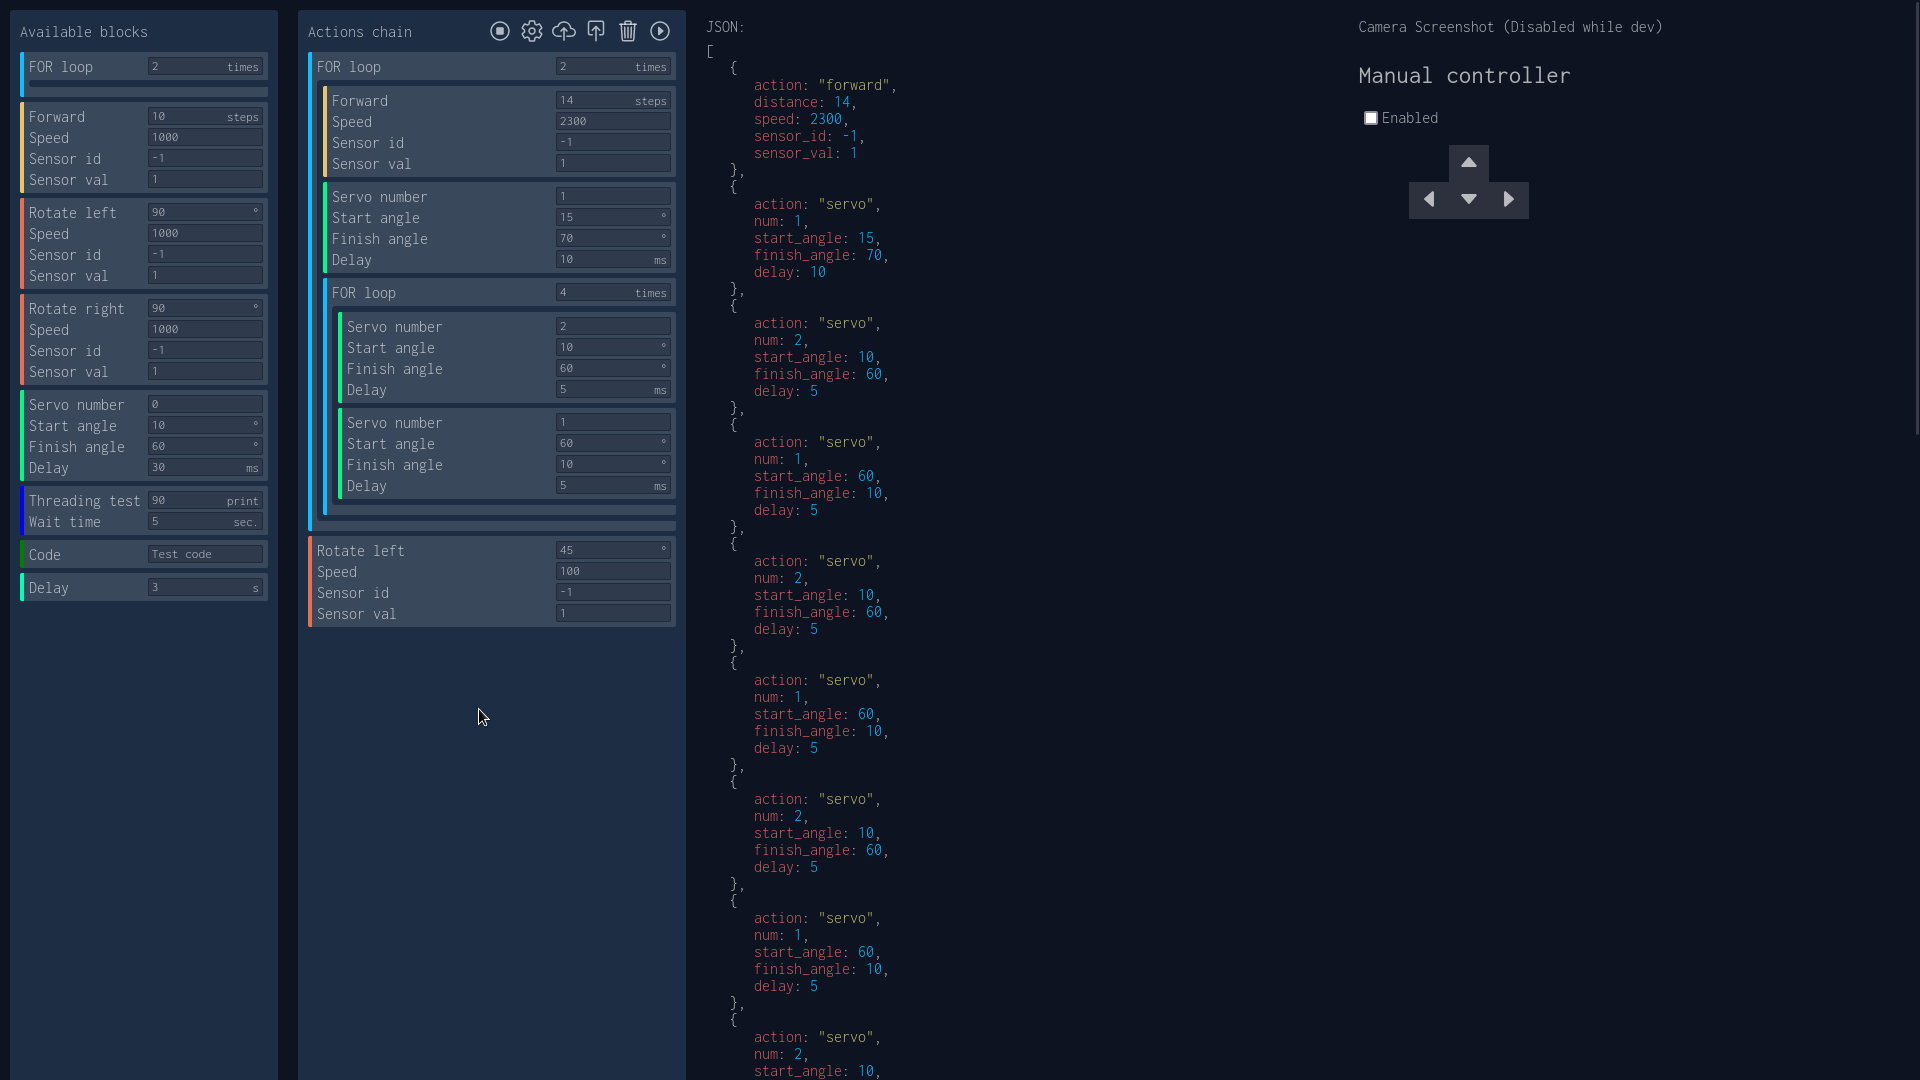 Available blocks
FOR loop 2 times
Forward 10 steps
Speed 1000
Sensor id -1
Sensor val 1
Rotate left 90 °
Speed 1000
Sensor id -1
Sensor val 1
Rotate right 90 °
Speed 1000
Sensor id -1
Sensor val 1
Servo number 0
Start angle 10 °
Finish angle 60 °
Delay 30 ms
Threading test 90 print
Wait time 5 sec.
Code Test code
Delay 3 s
Actions chain
FOR loop 2 times
Forward 14 steps
Speed 2300
Sensor id -1
Sensor val 1
Servo number 1
Start angle 15 °
Finish angle 70 °
Delay 10 ms
FOR loop 4 times
Servo number 2
Start angle 10 °
Finish angle 60 °
Delay 5 ms
Servo number 1
Start angle 60 °
Finish angle 10 °
Delay 5 ms
Rotate left 45 °
Speed 100
Sensor id -1
Sensor val 1
JSON:
[
{
action: "forward",
distance: 14,
speed: 2300,
sensor_id: -1,
sensor_val: 1
},
{
action: "servo",
num: 1,
start_angle: 15,
finish_angle: 70,
delay: 10
},
{
action: "servo",
num: 2,
start_angle: 10,
finish_angle: 60,
delay: 5
},
{
action: "servo",
num: 1,
start_angle: 60,
finish_angle: 10,
delay: 5
},
{
action: "servo",
num: 2,
start_angle: 10,
finish_angle: 60,
delay: 5
},
{
action: "servo",
num: 1,
start_angle: 60,
finish_angle: 10,
delay: 5
},
{
action: "servo",
num: 2,
start_angle: 10,
finish_angle: 60,
delay: 5
},
{
action: "servo",
num: 1,
start_angle: 60,
finish_angle: 10,
delay: 5
},
{
action: "servo",
num: 2,
start_angle: 10,
Camera Screenshot (Disabled while dev)
Manual controller
Enabled